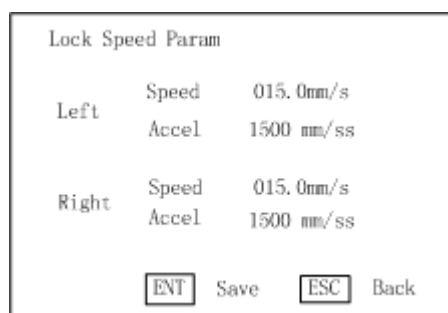 Lock Speed Param
Left
Speed 015.0mm/s
Accel 1500 mm/ss
Right
Speed 015.0mm/s
Accel 1500 mm/ss
ENT Save ESC Back